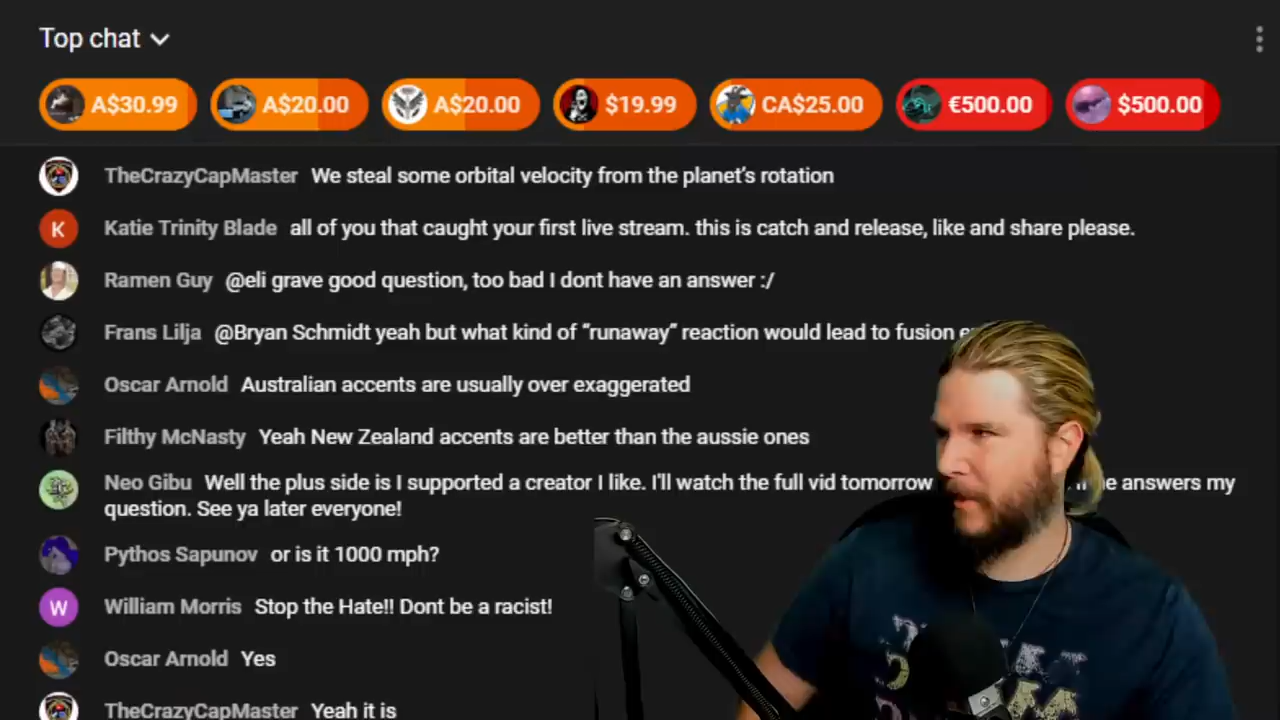 Top chat
A$30.99 A$20.00 A$20.00 $19.99 CA$25.00 €500.00 $500.00
TheCrazyCapMaster We steal some orbital velocity from the planet's rotation
K Katie Trinity Blade all of you that caught your first live stream. this is catch and release, like and share please.
Ramen Guy @eli grave good question, too bad I dont have an answer :/
Frans Lilja @Bryan Schmidt yeah but what kind of "runaway" reaction would lead to fusion
Oscar Arnold Australian accents are usually over exaggerated
Filthy McNasty Yeah New Zealand accents are better than the aussie ones
Neo Gibu Well the plus side is I supported a creator I like. I'll watch the full vid tomorrow answers my
question. See ya later everyone!
Pythos Sapunov or is it 1000 mph?
W William Morris Stop the Hate!! Dont be a racist!
Oscar Arnold Yes
TheCrazyCapMaster Yeah it is